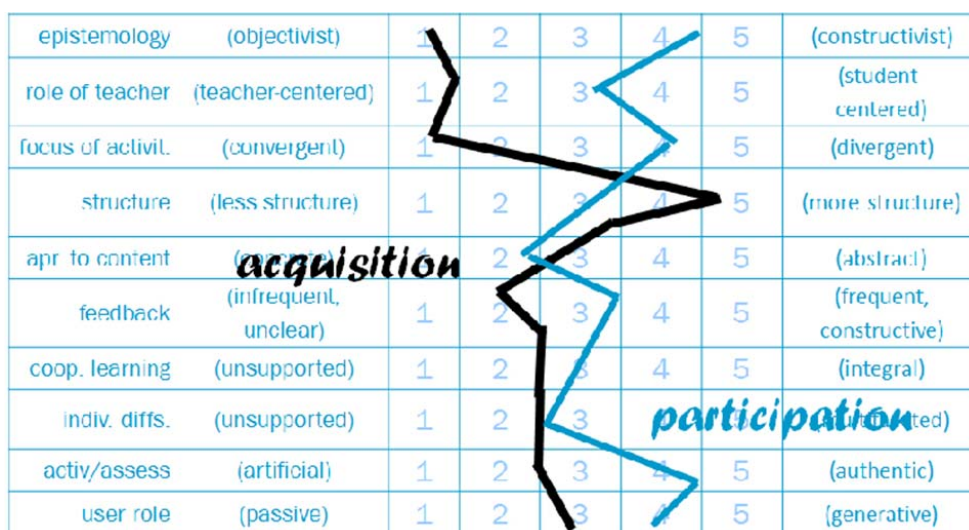 epistemology (objectivist) 1 2 3 4 5 (constructivist)
role of teacher (teacher-centered) 1 2 3 4 5 (student centered)
focus of activit. (convergent) 1 2 3 4 5 (divergent)
structure (less structure) 1 2 3 4 5 (more structure)
apr. to content (concrete) 2 3 4 5 (abstract)
acquisition
feedback (infrequent, unclear) 1 2 3 4 5 (frequent, constructive)
coop. learning (unsupported) 1 2 3 4 5 (integral)
indiv. diffs. (unsupported) 1 2 3 5
participation
activ/assess (artificial) 1 2 3 4 5 (authentic)
user role (passive) 1 2 3 4 5 (generative)